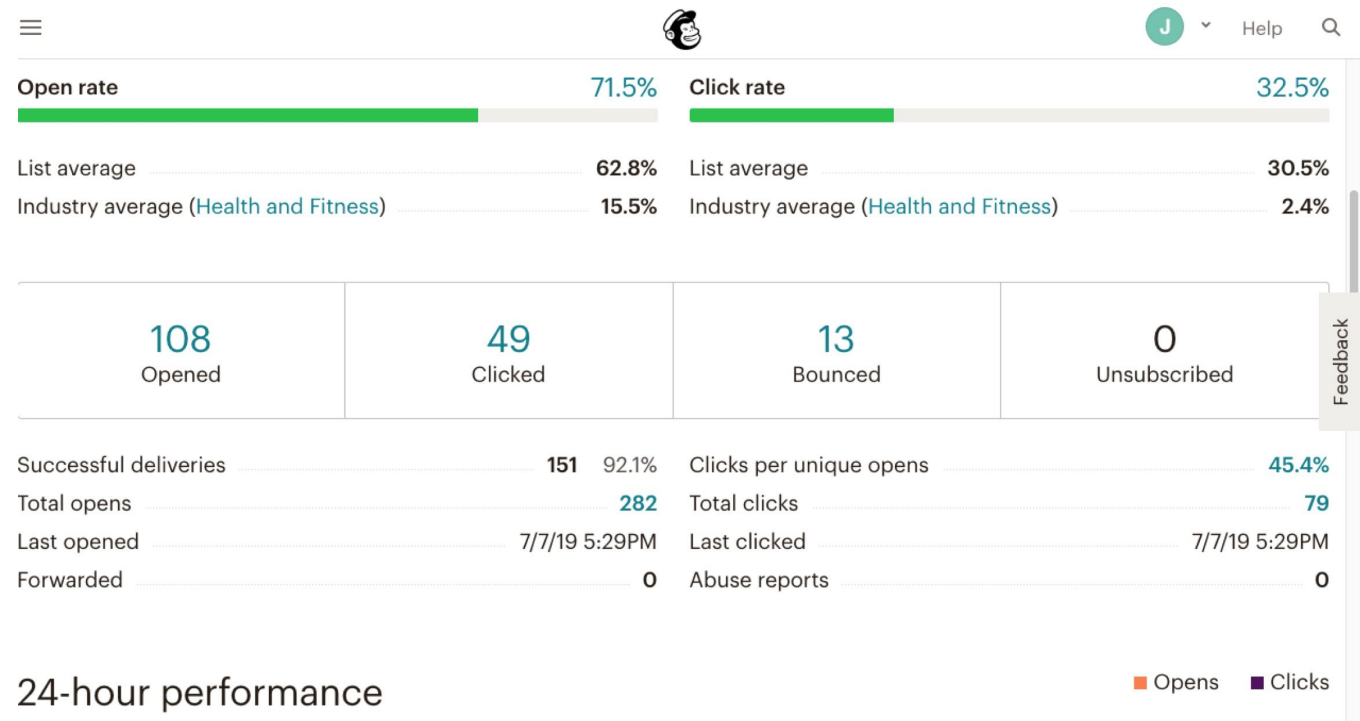 J Help
Open rate 71.5%
Click rate 32.5%
List average 62.8%
List average 30.5%
Industry average (Health and Fitness) 15.5%
Industry average (Health and Fitness) 2.4%
108
Opened
49
Clicked
13
Bounced
0
Unsubscribed
Feedback
Successful deliveries 151 92.1%
Clicks per unique opens 45.4%
Total opens 282
Total clicks 79
Last opened 7/7/19 5:29PM
Last clicked 7/7/19 5:29PM
Forwarded 0
Abuse reports 0
24-hour performance
Opens Clicks